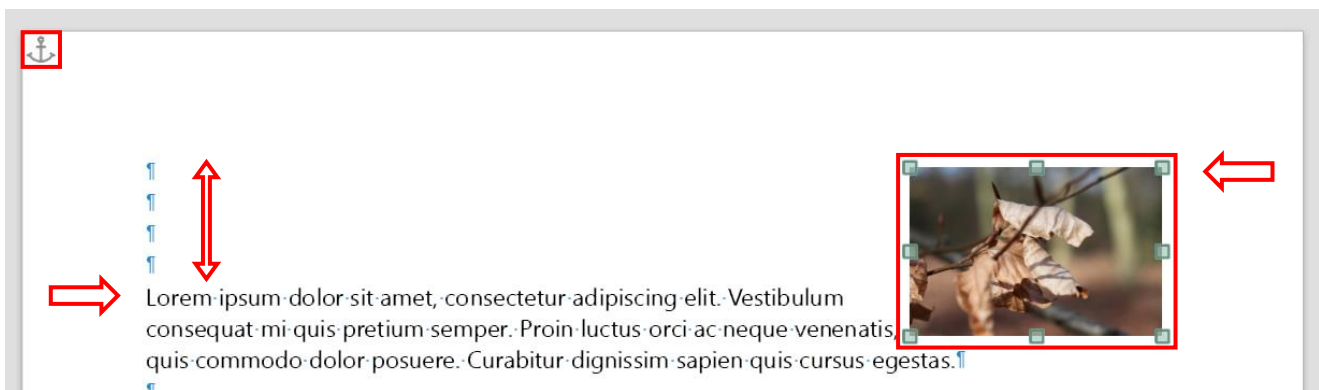 ¶
¶
¶
¶
Lorem·ipsum·dolor·sit·amet,·consectetur·adipiscing·elit.·Vestibulum
consequat·mi·quis·pretium·semper.·Proin·luctus·orci·ac·neque·venenatis,
quis·commodo·dolor·posuere.·Curabitur·dignissim·sapien·quis·cursus·egestas.¶
¶